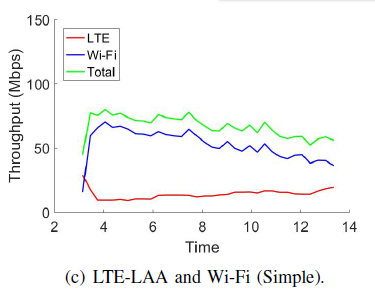 150
100
50
0
Throughput (Mbps)
LTE
Wi-Fi
Total
2 4 6 8 10 12 14
Time
(c) LTE-LAA and Wi-Fi (Simple).